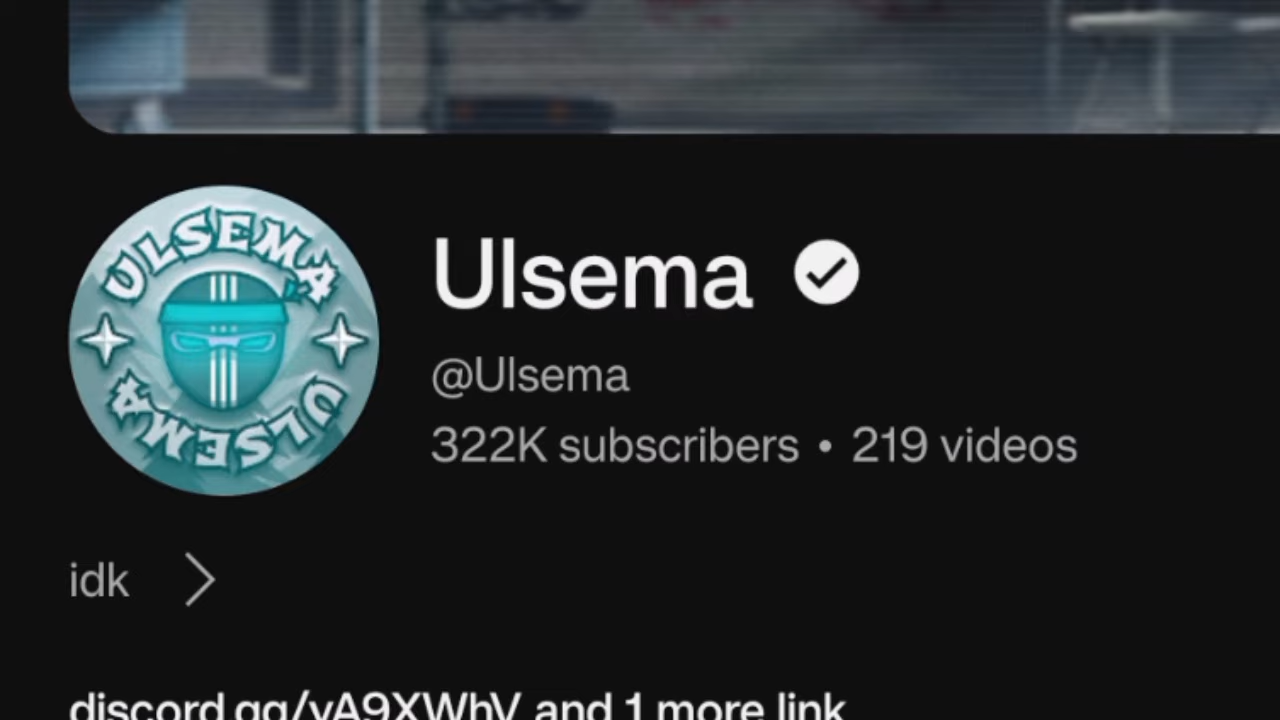 ULSEMA
ULSEMA
Ulsema
@Ulsema
322K subscribers • 219 videos
idk
discord.gg/yA9XWhV and 1 more link